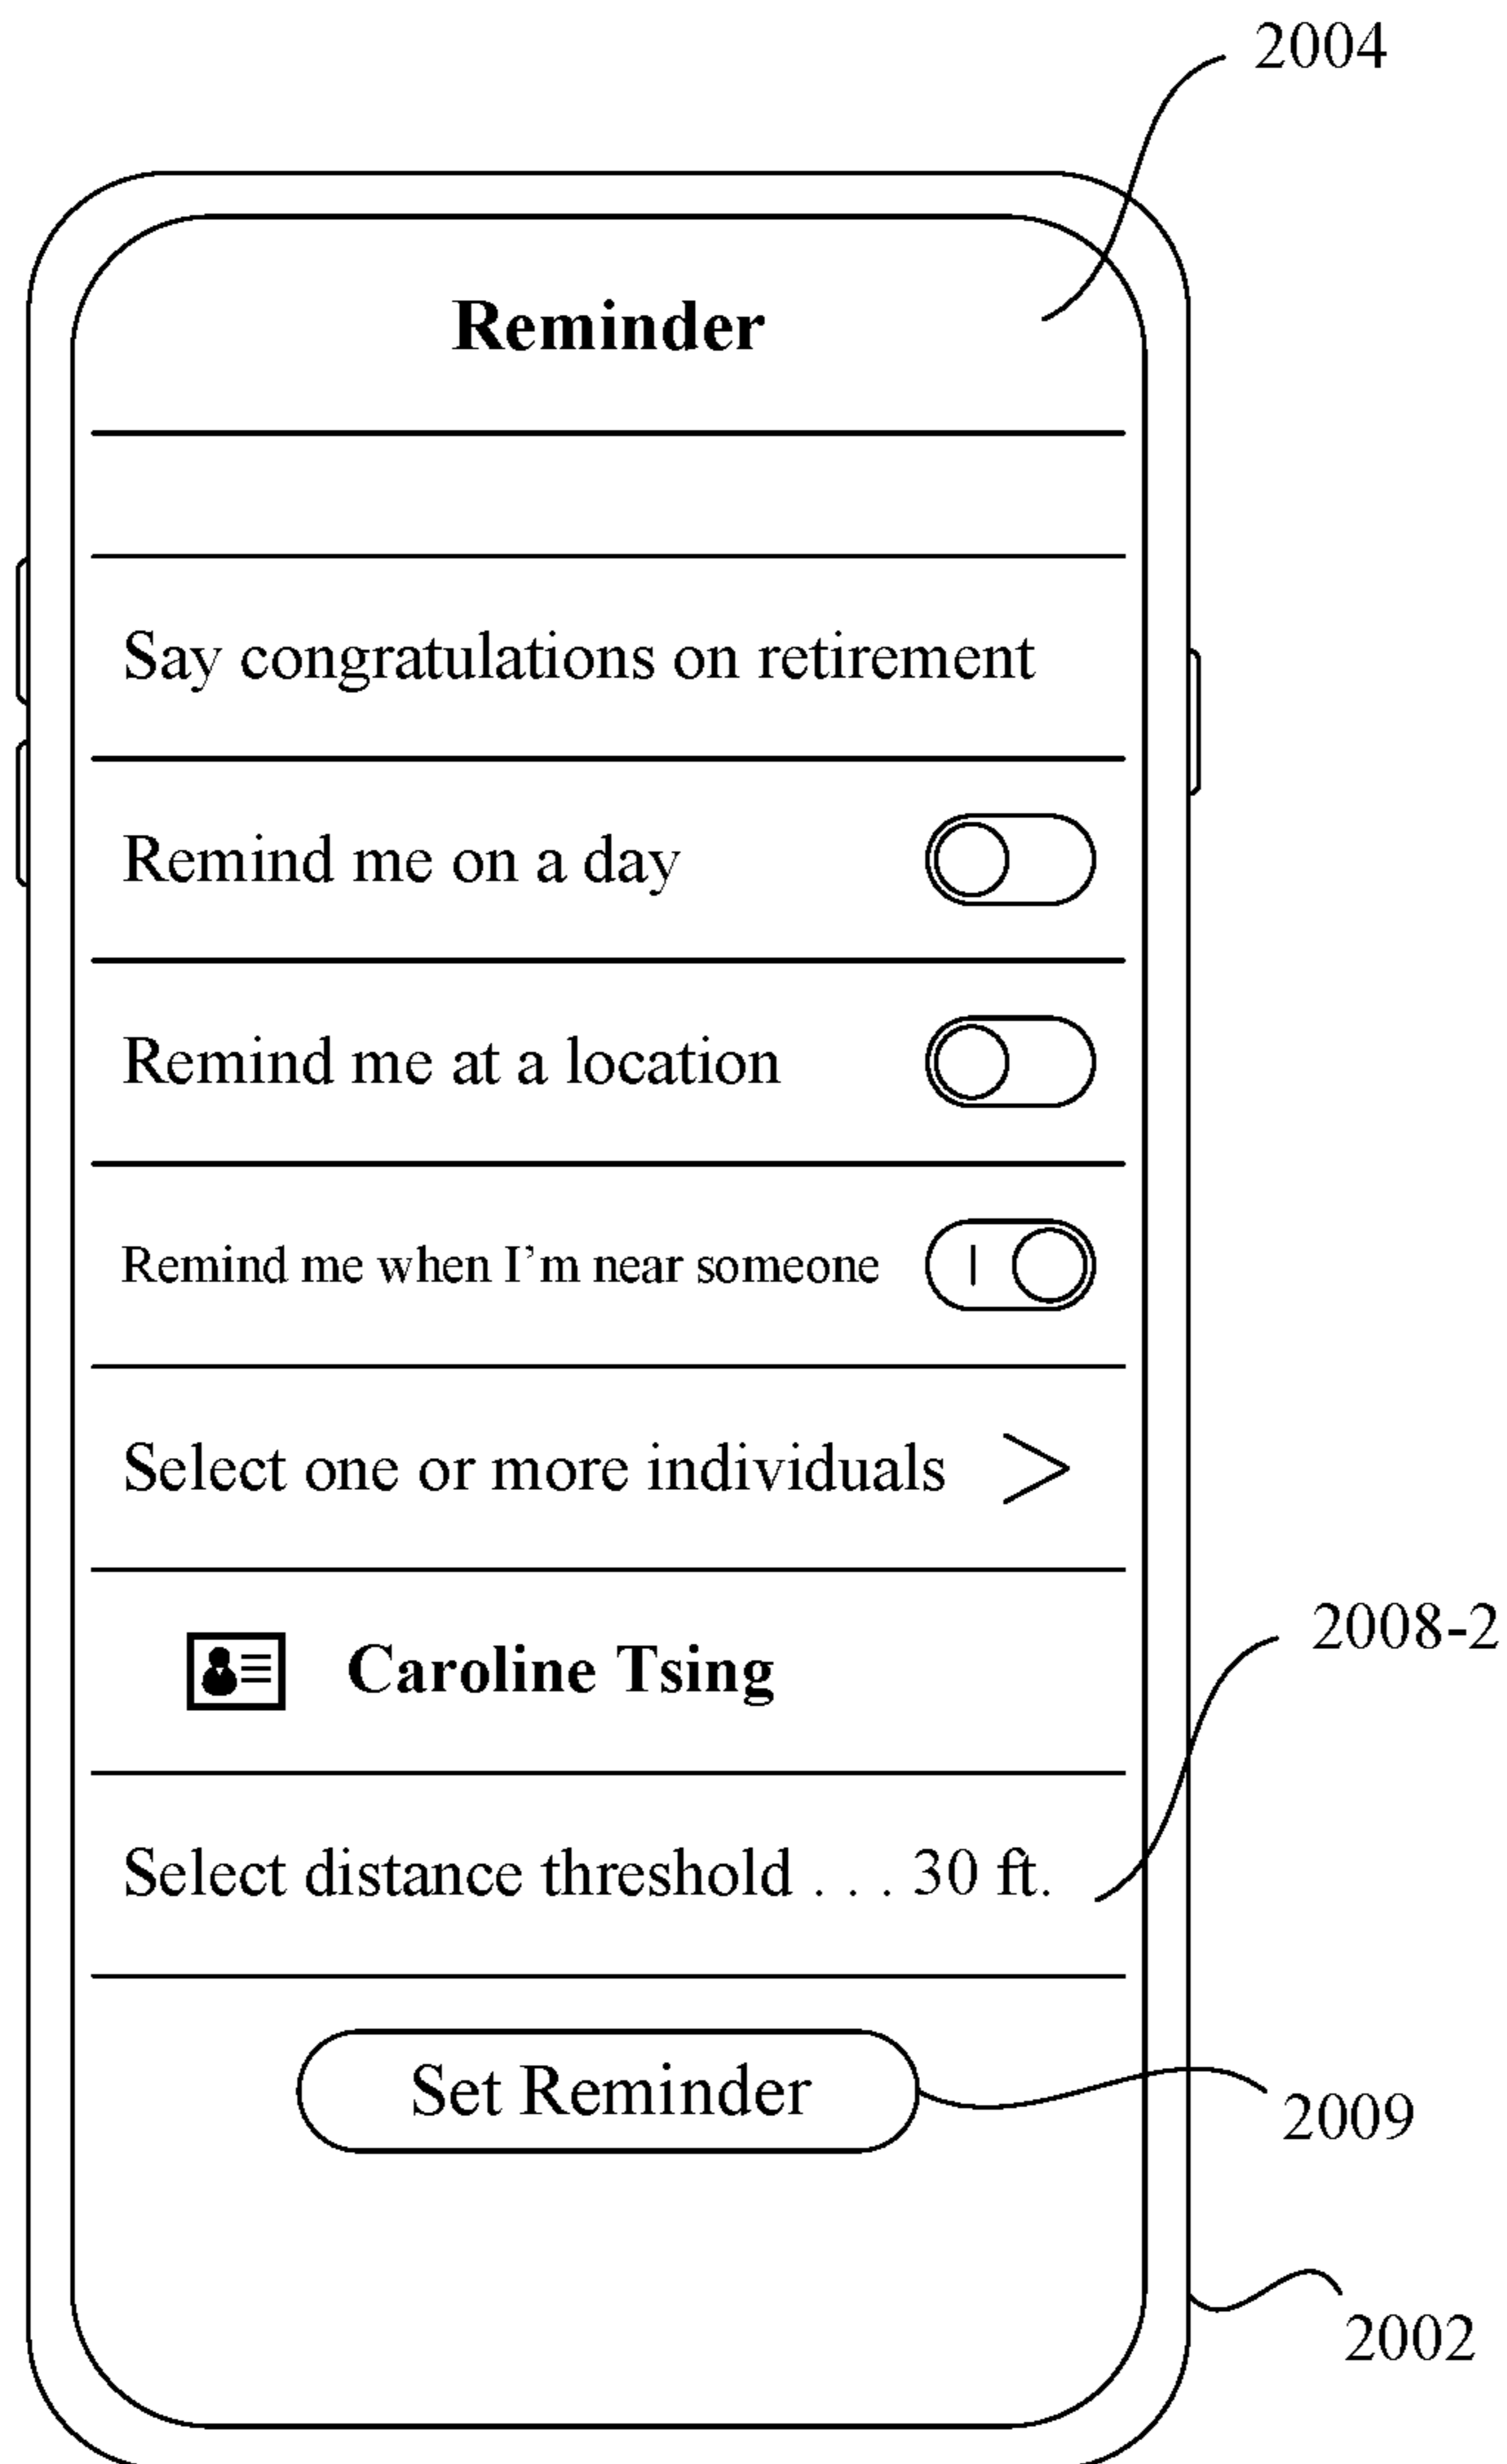 2004
Reminder
Say congratulations on retirement
Remind me on a day
Remind me at a location
Remind me when I’m near someone
Select one or more individuals >
2008-2
Caroline Tsing
Select distance threshold . . . 30 ft.
Set Reminder
2009
2002